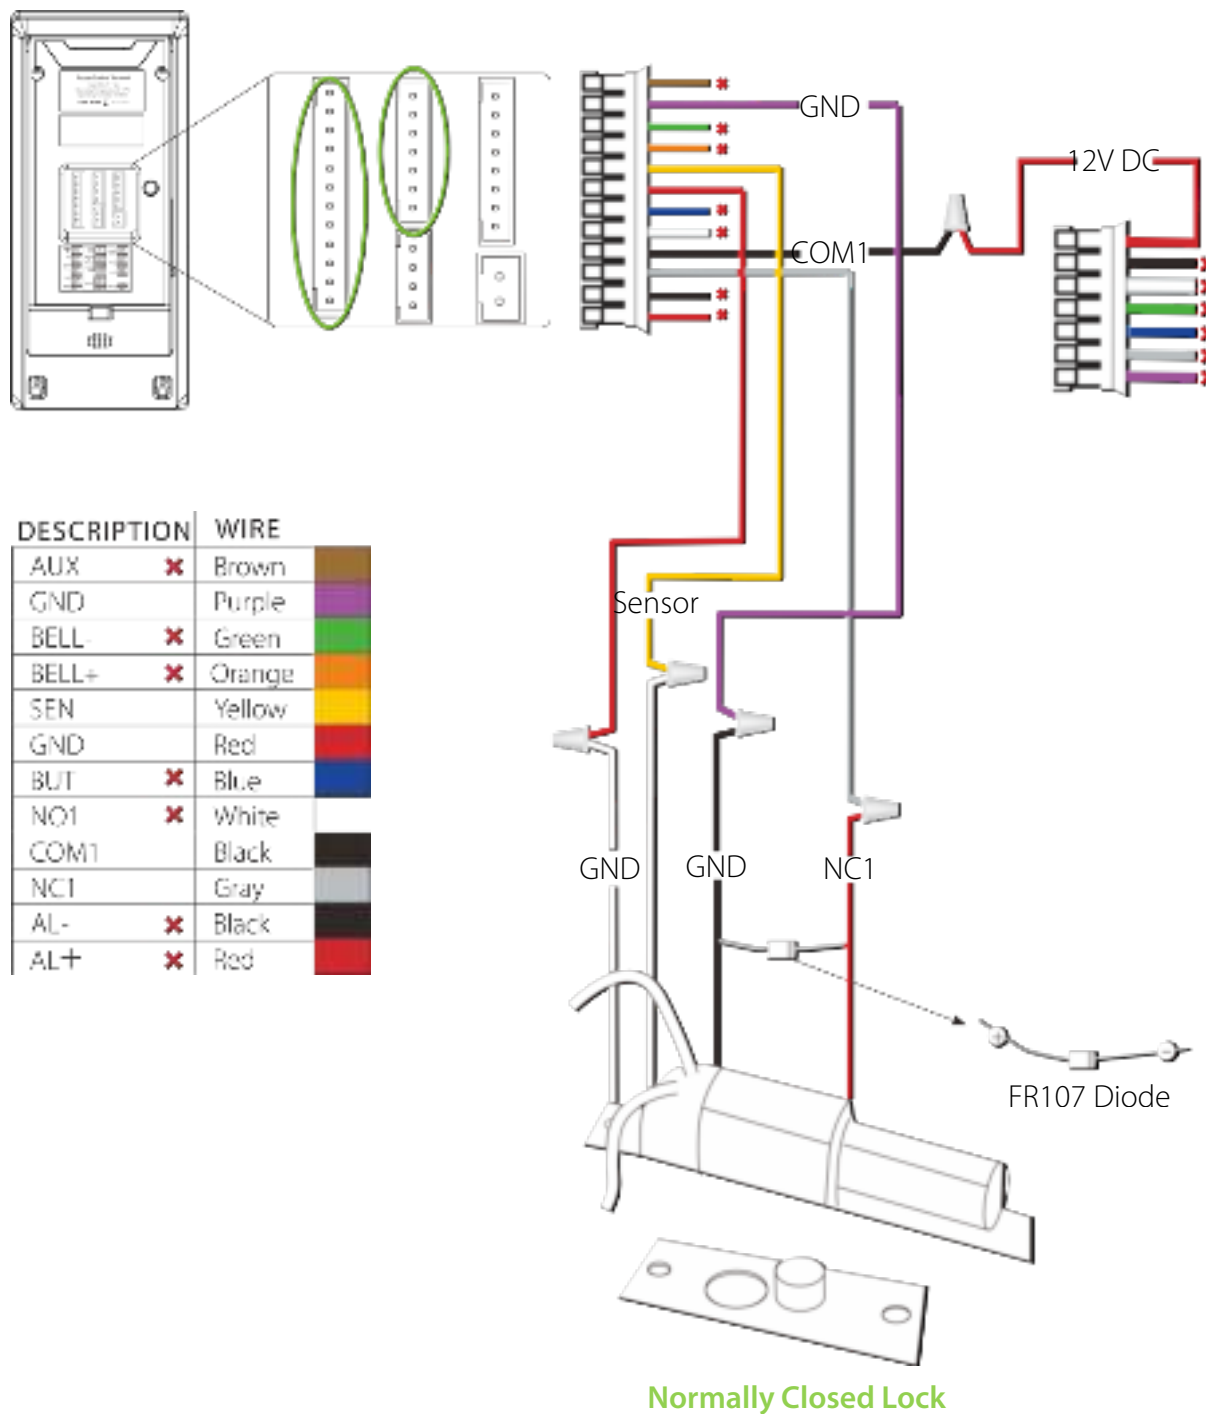 GND
12V DC
COM1
DESCRIPTION WIRE
AUX ✖ Brown
GND Purple
BELL- ✖ Green
BELL+ ✖ Orange
SEN Yellow
GND Red
BUT ✖ Blue
NO1 ✖ White
COM1 Black
NC1 Gray
AL- ✖ Black
AL+ ✖ Red
Sensor
GND GND NC1
FR107 Diode
Normally Closed Lock